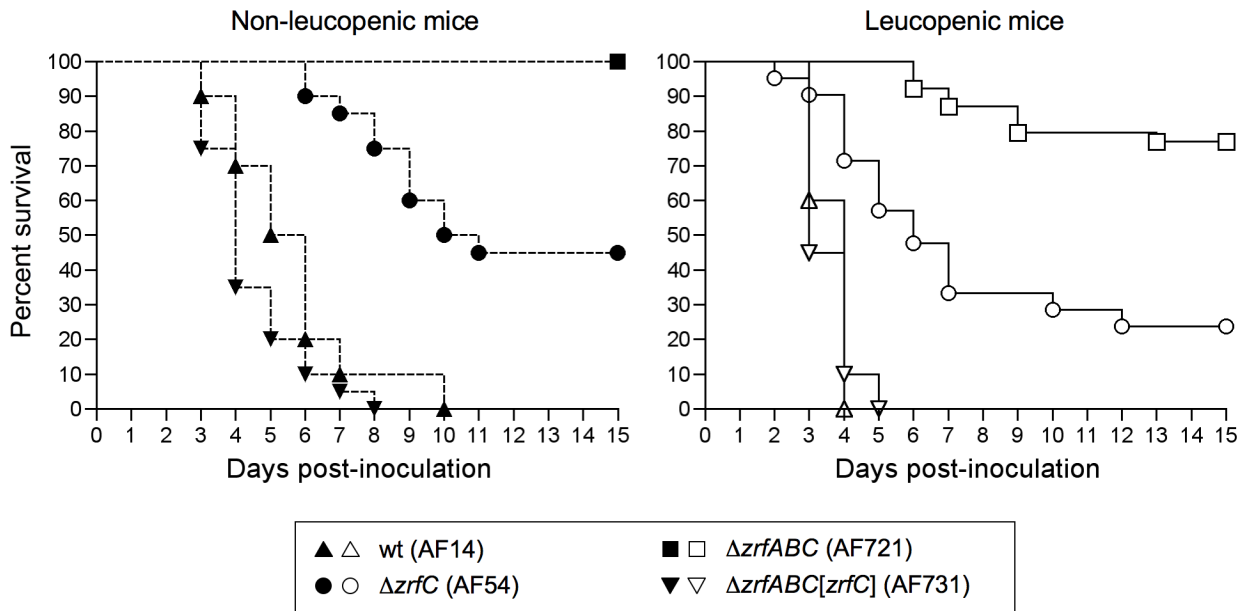 Non-leucopenic mice
Leucopenic mice
Percent survival
100
90
80
70
60
50
40
30
20
10
0
0 1 2 3 4 5 6 7 8 9 10 11 12 13 14 15
Days post-inoculation
100
90
80
70
60
50
40
30
20
10
0
0 1 2 3 4 5 6 7 8 9 10 11 12 13 14 15
Days post-inoculation
wt (AF14)
ΔzrfABC (AF721)
ΔzrfC (AF54)
ΔzrfABC[zrfC] (AF731)